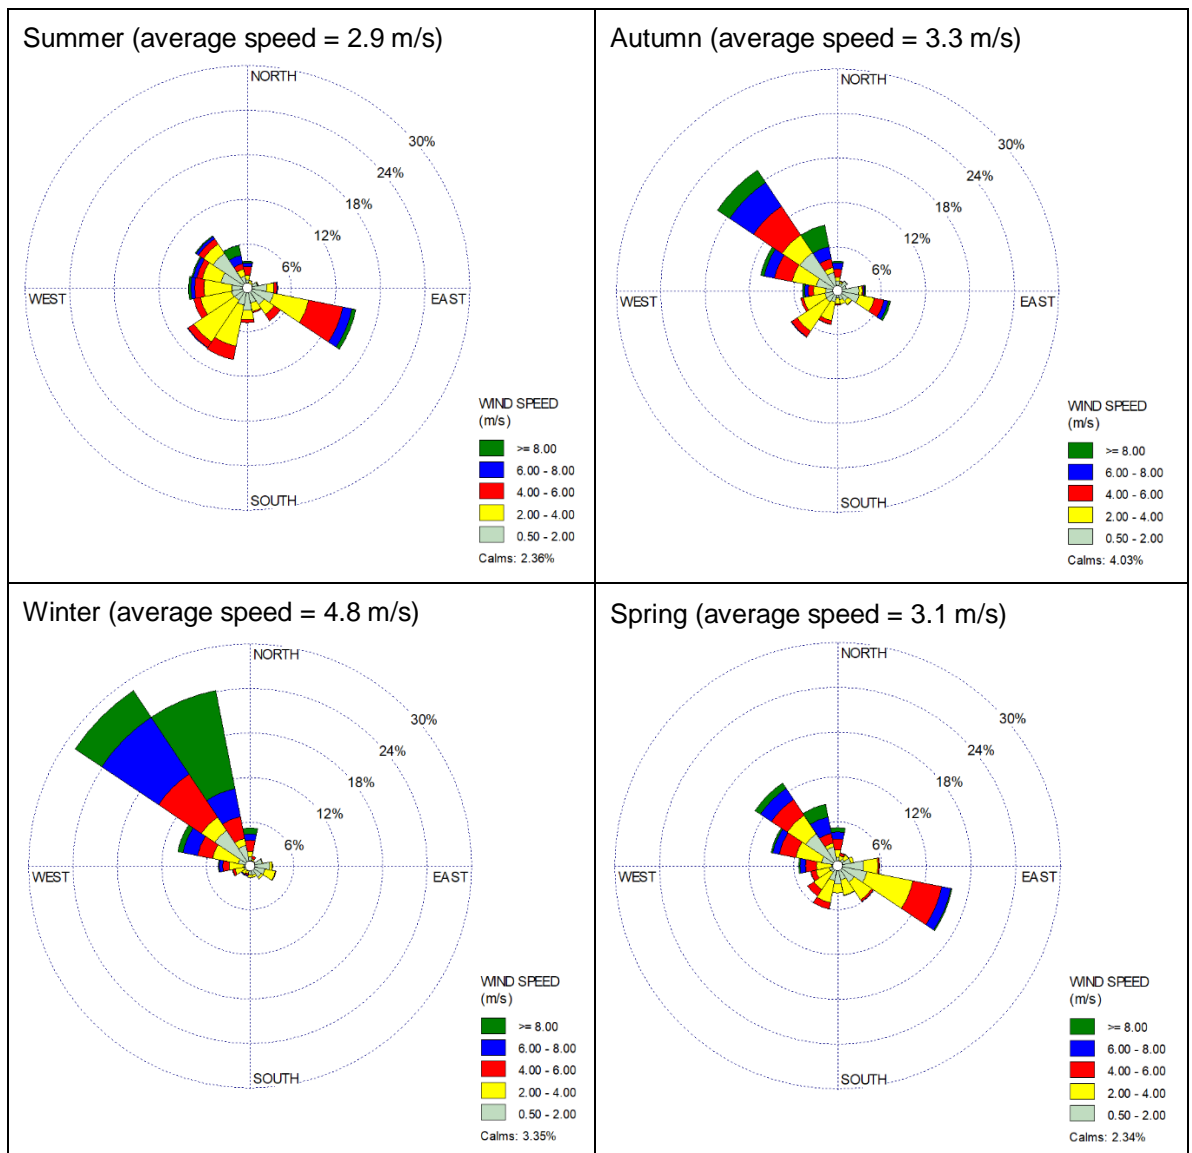 Summer (average speed = 2.9 m/s)
NORTH
30%
24%
18%
12%
6%
WEST
EAST
SOUTH
WIND SPEED
(m/s)
>= 8.00
6.00 - 8.00
4.00 - 6.00
2.00 - 4.00
0.50 - 2.00
Calms: 2.36%
Autumn (average speed = 3.3 m/s)
NORTH
30%
24%
18%
12%
6%
WEST
EAST
SOUTH
WIND SPEED
(m/s)
>= 8.00
6.00 - 8.00
4.00 - 6.00
2.00 - 4.00
0.50 - 2.00
Calms: 4.03%
Winter (average speed = 4.8 m/s)
NORTH
30%
24%
18%
12%
6%
WEST
EAST
SOUTH
WIND SPEED
(m/s)
>= 8.00
6.00 - 8.00
4.00 - 6.00
2.00 - 4.00
0.50 - 2.00
Calms: 3.35%
Spring (average speed = 3.1 m/s)
NORTH
30%
24%
18%
12%
6%
WEST
EAST
SOUTH
WIND SPEED
(m/s)
>= 8.00
6.00 - 8.00
4.00 - 6.00
2.00 - 4.00
0.50 - 2.00
Calms: 2.34%